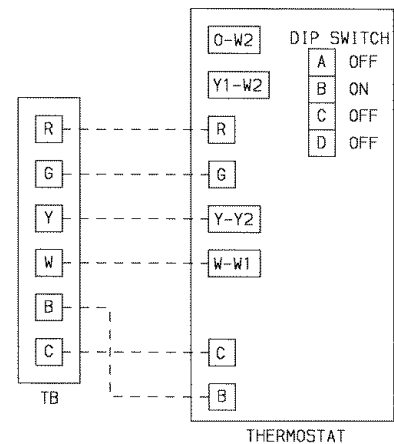 O-W2
DIP SWITCH
A OFF
Y1-W2
B ON
C OFF
D OFF
R
R
G
G
Y
Y-Y2
W
W-W1
B
C
C
B
TB
THERMOSTAT